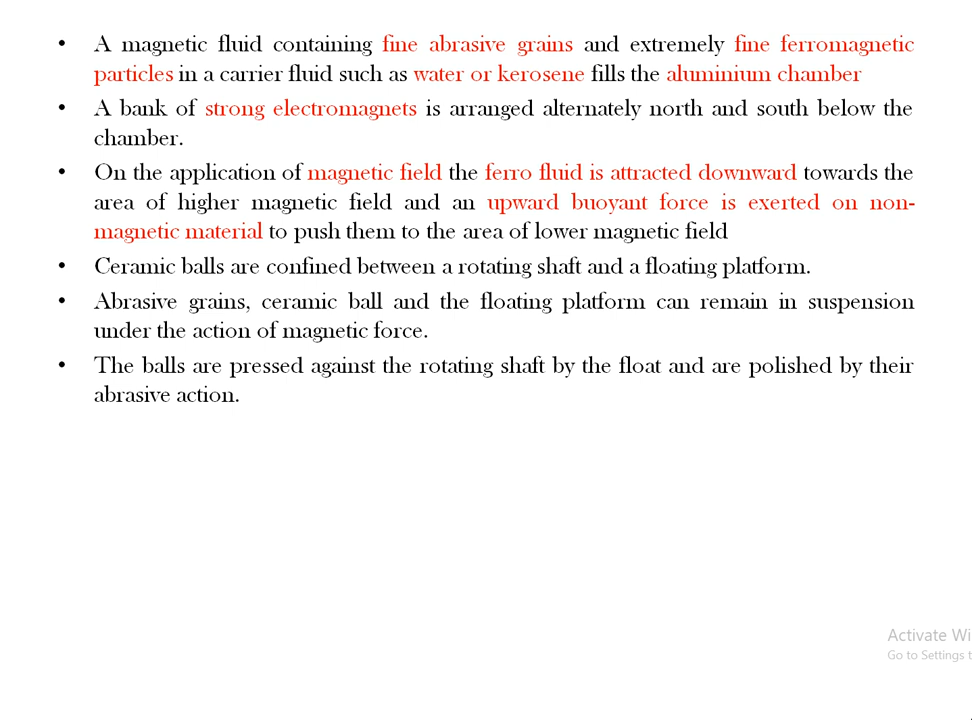 • A magnetic fluid containing fine abrasive grains and extremely fine ferromagnetic
particles in a carrier fluid such as water or kerosene fills the aluminium chamber
• A bank of strong electromagnets is arranged alternately north and south below the
chamber.
• On the application of magnetic field the ferro fluid is attracted downward towards the
area of higher magnetic field and an upward buoyant force is exerted on non-
magnetic material to push them to the area of lower magnetic field
• Ceramic balls are confined between a rotating shaft and a floating platform.
• Abrasive grains, ceramic ball and the floating platform can remain in suspension
under the action of magnetic force.
• The balls are pressed against the rotating shaft by the float and are polished by their
abrasive action.
Activate Wi
Go to Settings t